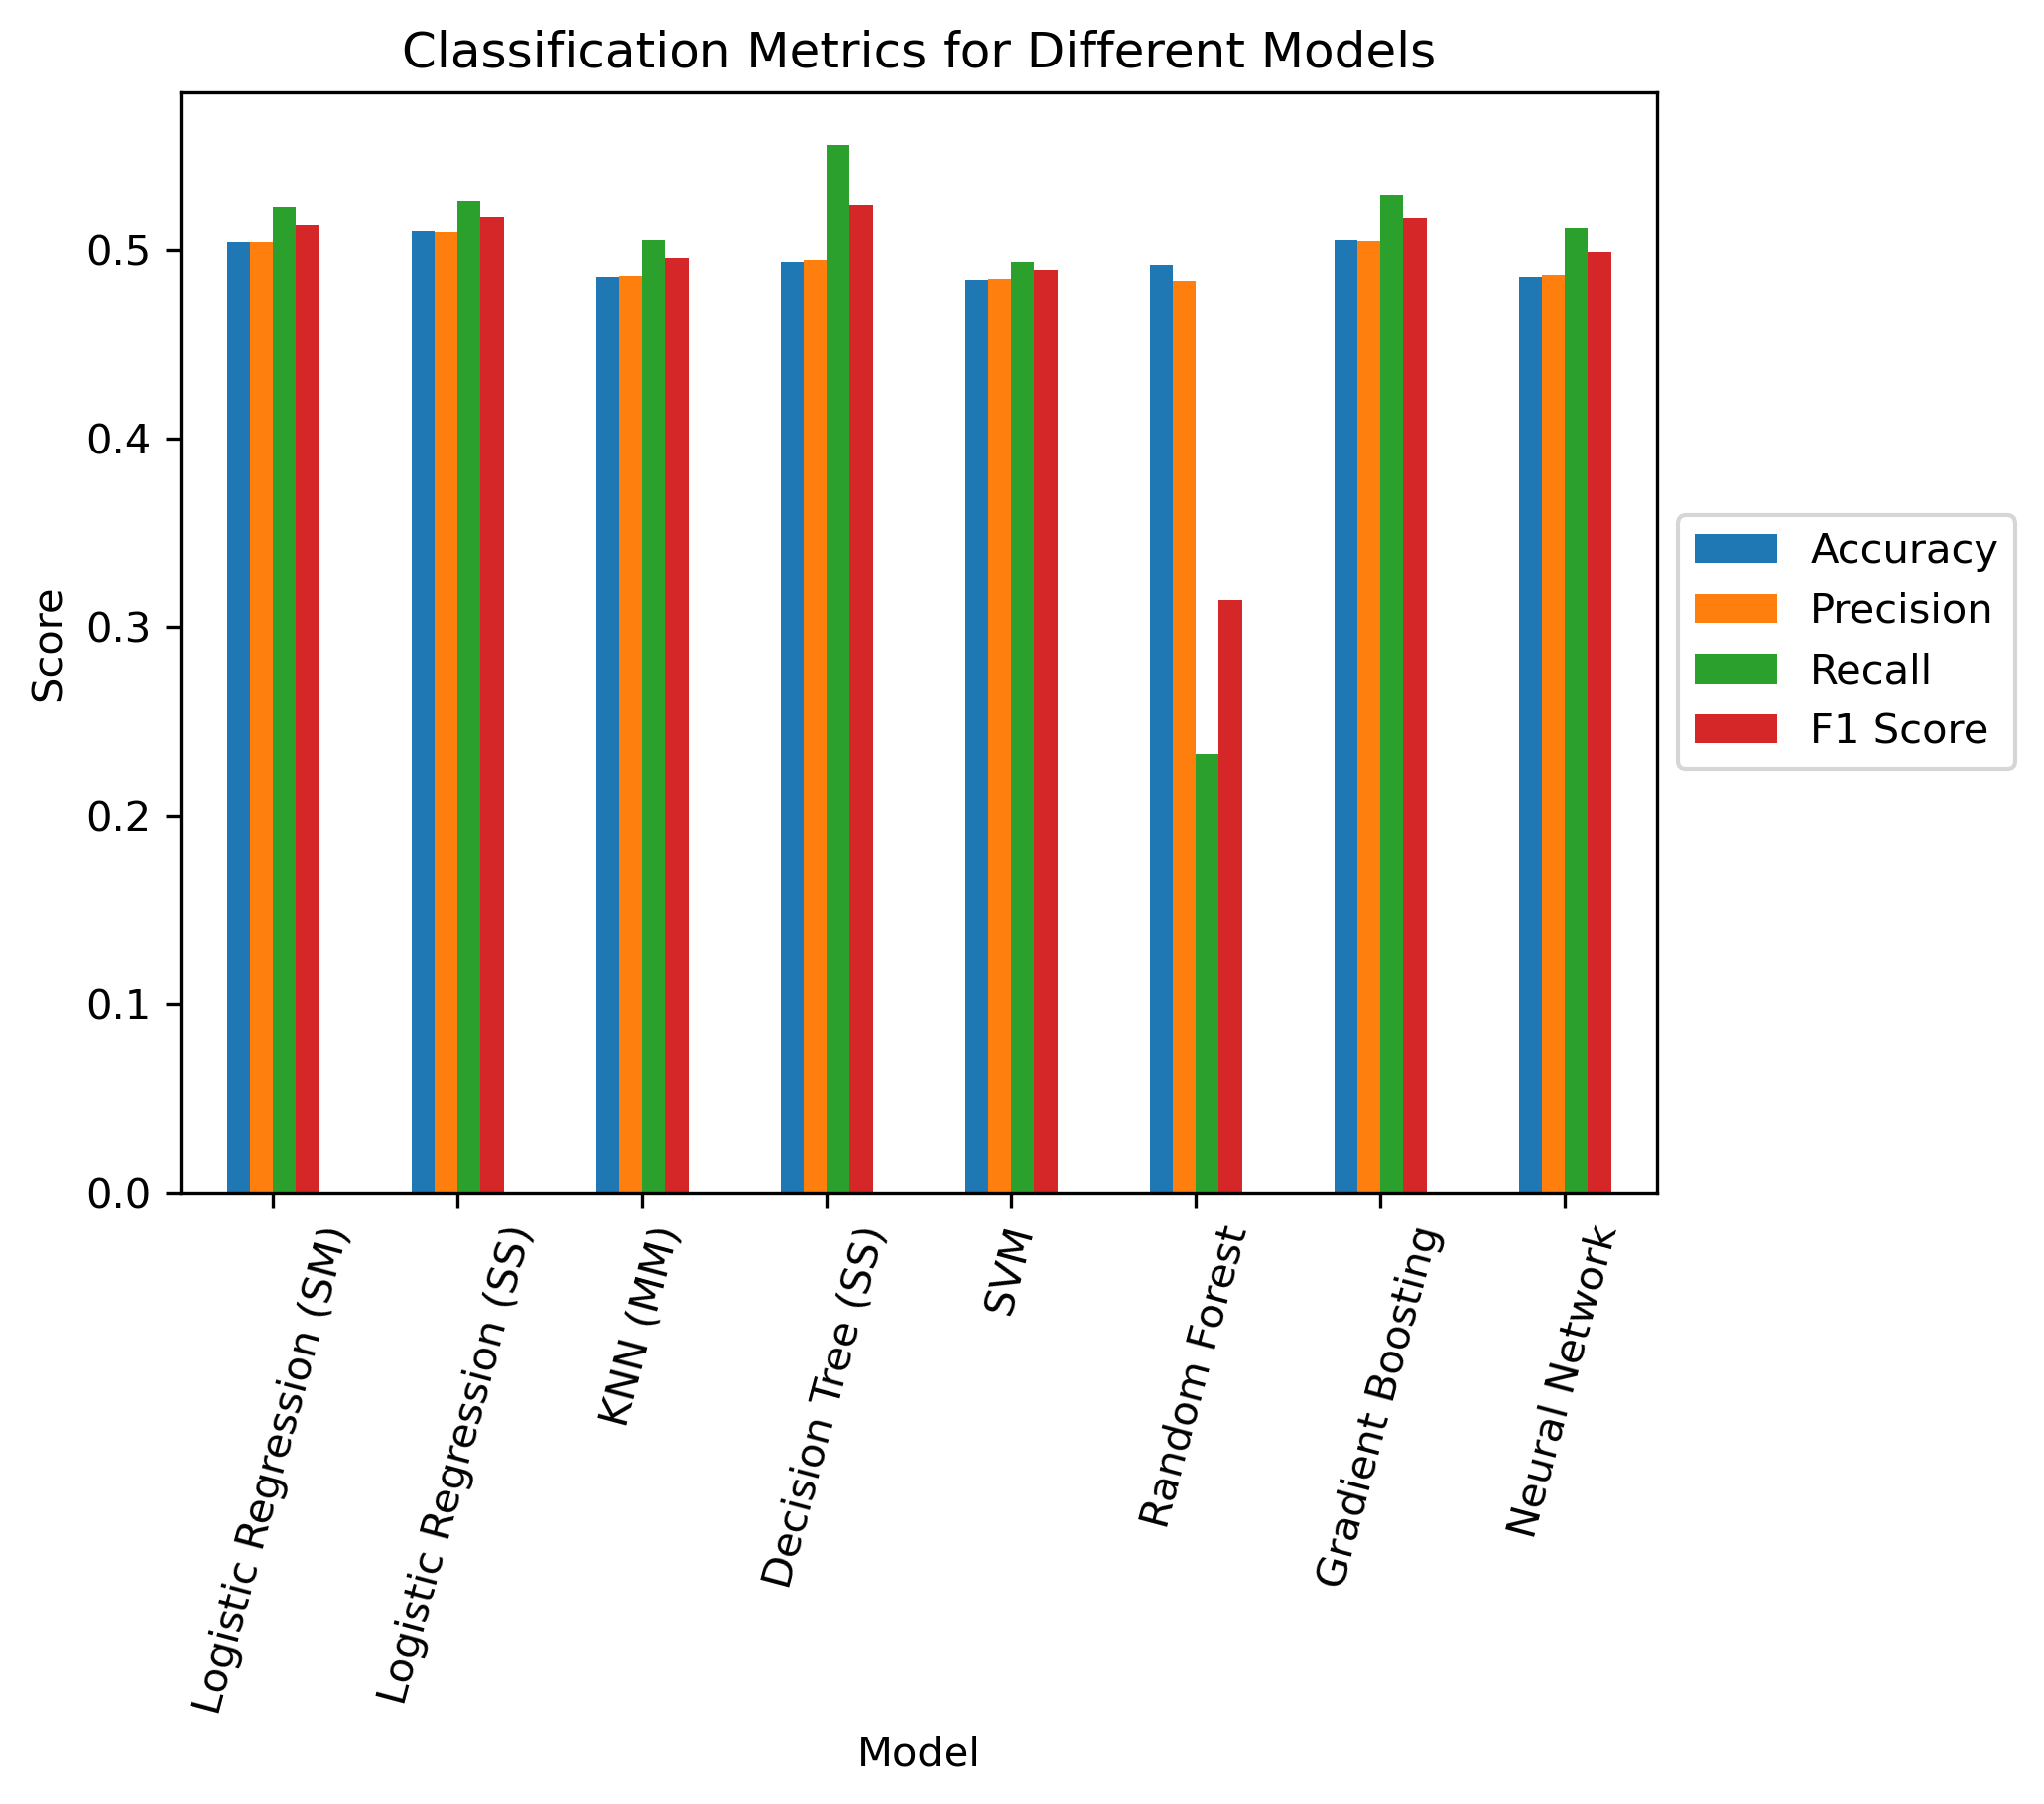 Classification Metrics for Different Models
Score
0.5
0.4
0.3
0.2
0.1
0.0
Accuracy
Precision
Recall
F1 Score
Logistic Regression (SM)
Logistic Regression (SS)
KNN (MM)
Decision Tree (SS)
SVM
Random Forest
Gradient Boosting
Neural Network
Model